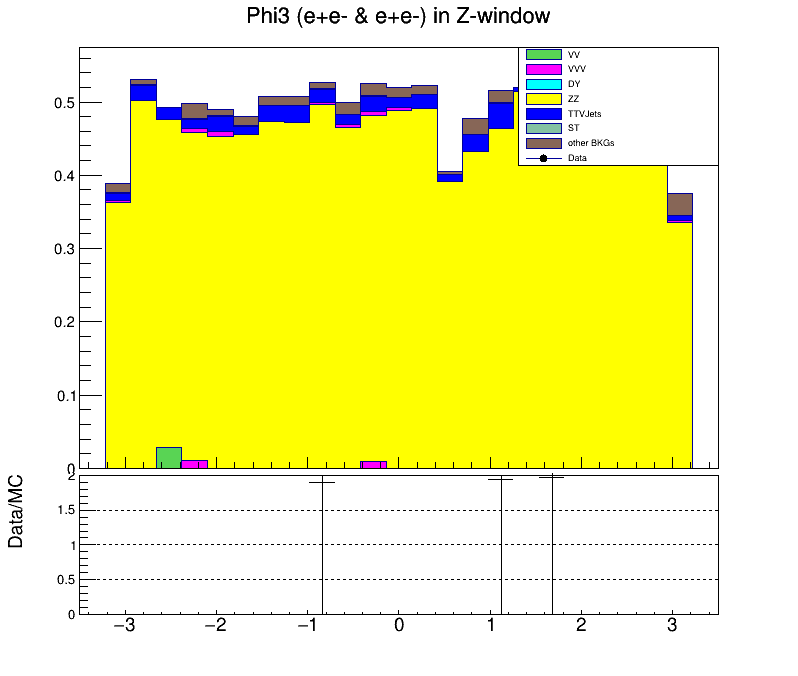 Phi3 (e+e- & e+e-) in Z-window
VV
VVV
DY
ZZ
TTVJets
ST
other BKGs
Data
0.5
0.4
0.3
0.2
0.1
0
Data/MC
2
1.5
1
0.5
0
−3 −2 −1 0 1 2 3